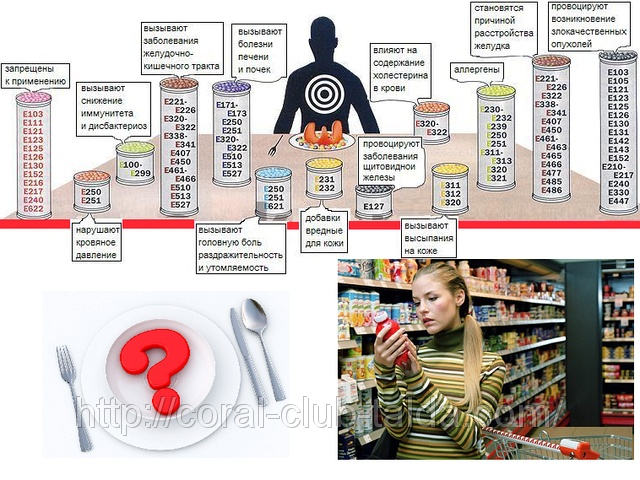 запрещены
к применению
E103
E111
E121
E123
E125
E126
E130
E152
E216
E217
E240
E622
нарушают
кровяное
давление
E250
E251
вызывают
снижение
иммунитета
и дисбактериоз
E100-
E299
вызывают
заболевания
желудочно-
кишечного тракта
E221-
E226
E320-
E322
E338-
E341
E407
E450
E461-
E466
E510
E513
E527
вызывают
болезни
печени
и почек
E171-
E173
E250
E251
E320-
E322
E510
E513
E527
вызывают
головную боль
раздражительность
и утомляемость
E250
E251
E621
добавки
вредные
для кожи
E231
E232
провоцируют
заболевания
щитовидной
железы
E127
влияют на
содержание
холестерина
в крови
E320-
E322
вызывают
высыпания
на коже
E311
E312
E320
аллергены
E230-
E232
E239
E250
E251
E311-
E313
E320
E321
становятся
причиной
расстройства
желудка
E221-
E226
E322
E338-
E341
E407
E450
E461-
E463
E465
E466
E477
E485
E486
провоцируют
возникновение
злокачественных
опухолей
E103
E105
E121
E123
E125
E126
E130
E131
E142
E143
E152
E210-
E217
E240
E330
E447
http://coral-club-taida.com/